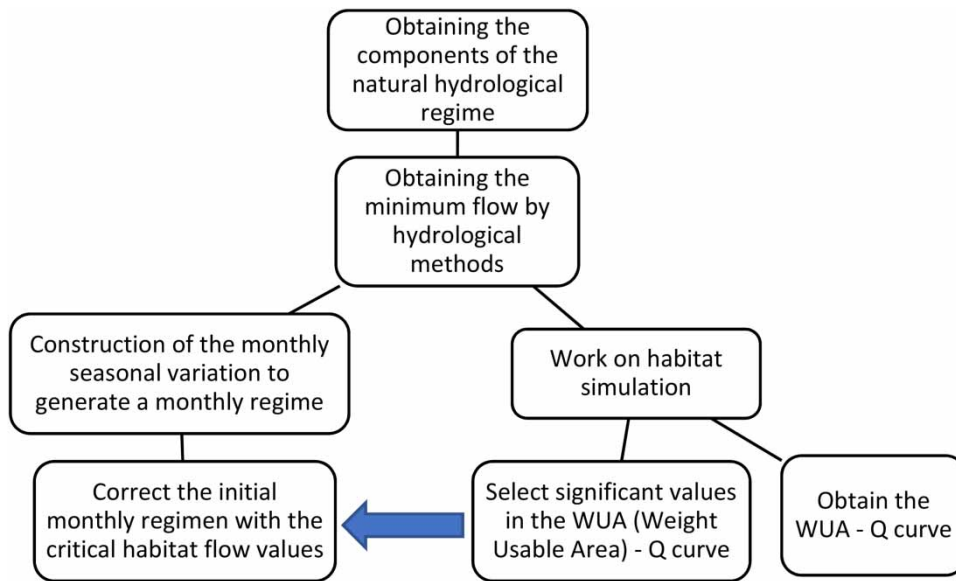 Obtaining the
components of the
natural hydrological
regime
Obtaining the
minimum flow by
hydrological
methods
Construction of the monthly
seasonal variation to
generate a monthly regime
Work on habitat
simulation
Correct the initial
monthly regimen with the
critical habitat flow values
Select significant values
in the WUA (Weight
Usable Area) - Q curve
Obtain the
WUA - Q curve